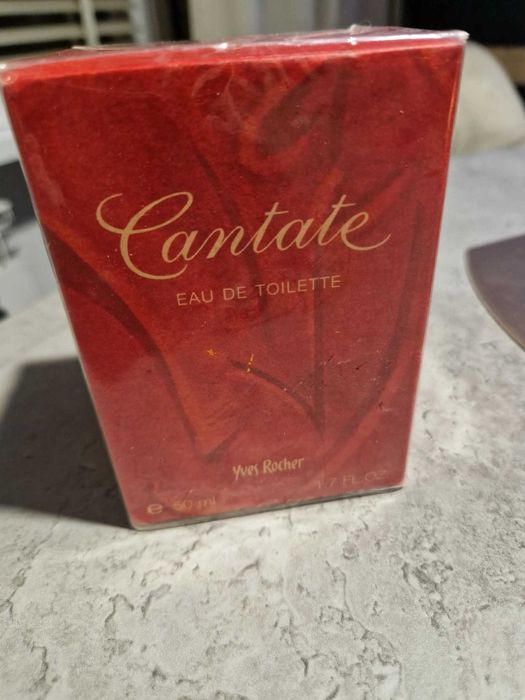 Cantate
EAU DE TOILETTE
Yves Rocher
e 50 ml 1.7 FL.OZ.